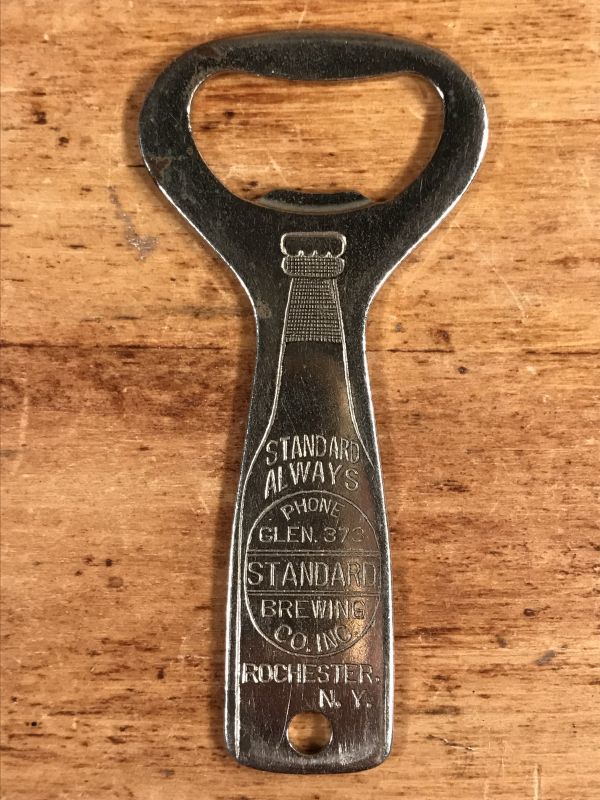 STANDARD
ALWAYS
PHONE
GLEN. 373
STANDARD
BREWING
CO. INC.
ROCHESTER.
N. Y.